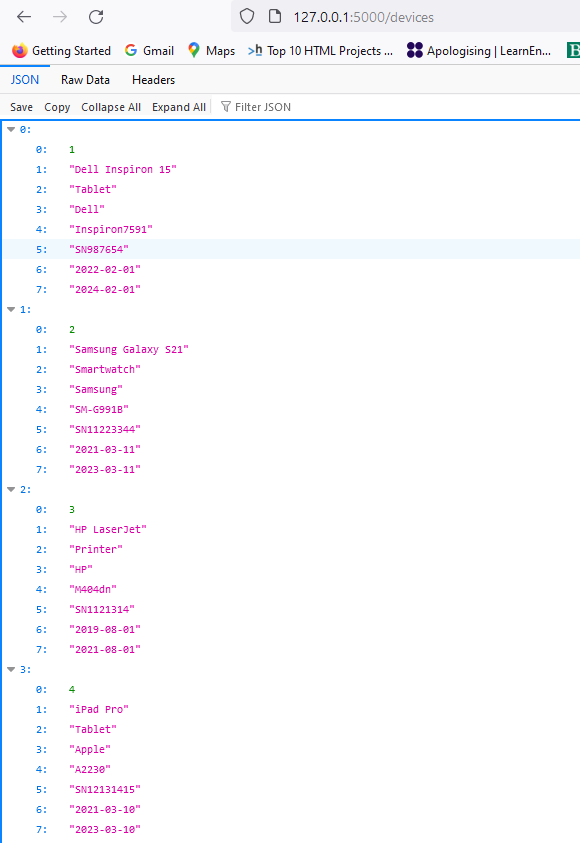 127.0.0.1:5000/devices
Getting Started Gmail Maps >h Top 10 HTML Projects ... Apologising | LearnEn... B
JSON Raw Data Headers
Save Copy Collapse All Expand All Filter JSON
0:
0: 1
1: "Dell Inspiron 15"
2: "Tablet"
3: "Dell"
4: "Inspiron7591"
5: "SN987654"
6: "2022-02-01"
7: "2024-02-01"
1:
0: 2
1: "Samsung Galaxy S21"
2: "Smartwatch"
3: "Samsung"
4: "SM-G991B"
5: "SN11223344"
6: "2021-03-11"
7: "2023-03-11"
2:
0: 3
1: "HP LaserJet"
2: "Printer"
3: "HP"
4: "M404dn"
5: "SN1121314"
6: "2019-08-01"
7: "2021-08-01"
3:
0: 4
1: "iPad Pro"
2: "Tablet"
3: "Apple"
4: "A2230"
5: "SN12131415"
6: "2021-03-10"
7: "2023-03-10"